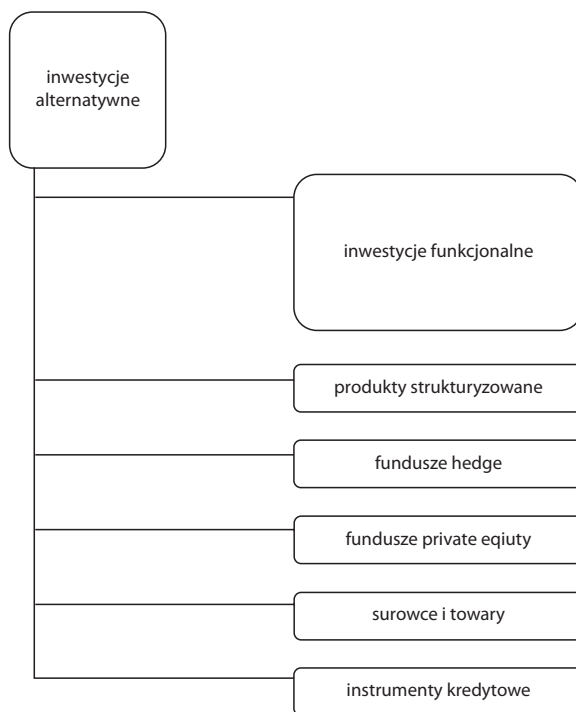 inwestycje
alternatywne
inwestycje funkcjonalne
produkty strukturyzowane
fundusze hedge
fundusze private eqiuty
surowce i towary
instrumenty kredytowe